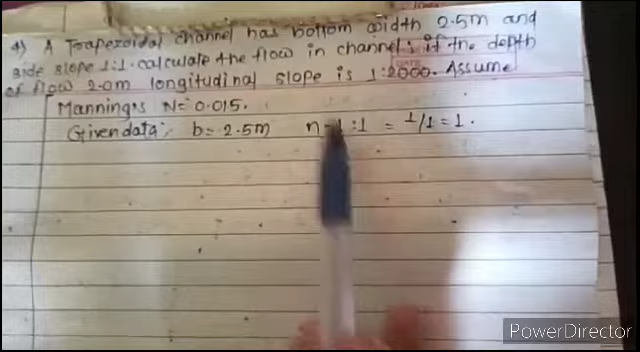 4) A Trapezoidal channel has bottom width 2.5m and
side slope 1:1. calculate the flow in channel; if the depth
of flow 2.0m longitudinal slope is 1:2000. Assume
Manning's N=0.015.
Given data: b=2.5m n=1:1 = 1/1=1.
PowerDirector